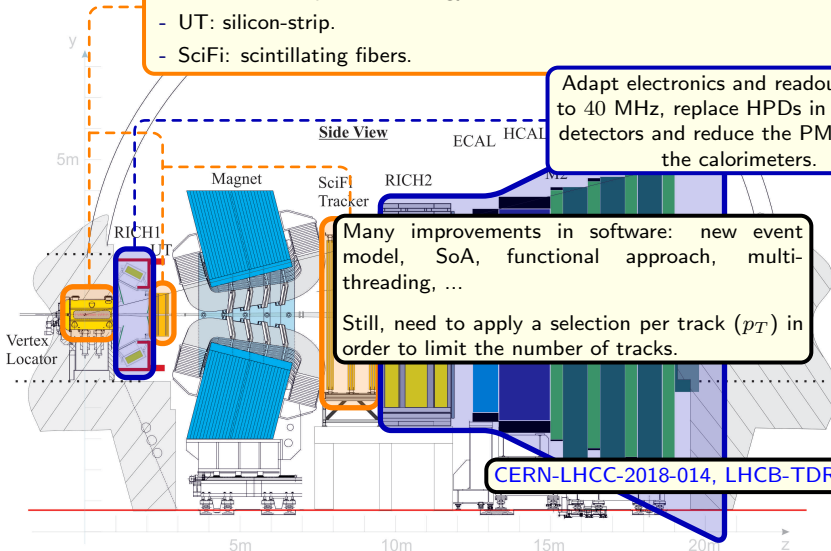 - UT: silicon-strip.
- SciFi: scintillating fibers.
y
Adapt electronics and readou
to 40 MHz, replace HPDs in
detectors and reduce the PM
the calorimeters.
Side View
ECAL
HCAL
M2
5m
Magnet
SciFi
Tracker
RICH2
RICH1
UT
Many improvements in software: new event
model, SoA, functional approach, multi-
threading, ...
Still, need to apply a selection per track (pT) in
order to limit the number of tracks.
Vertex
Locator
CERN-LHCC-2018-014, LHCB-TDR
5m
10m
15m
20m
z